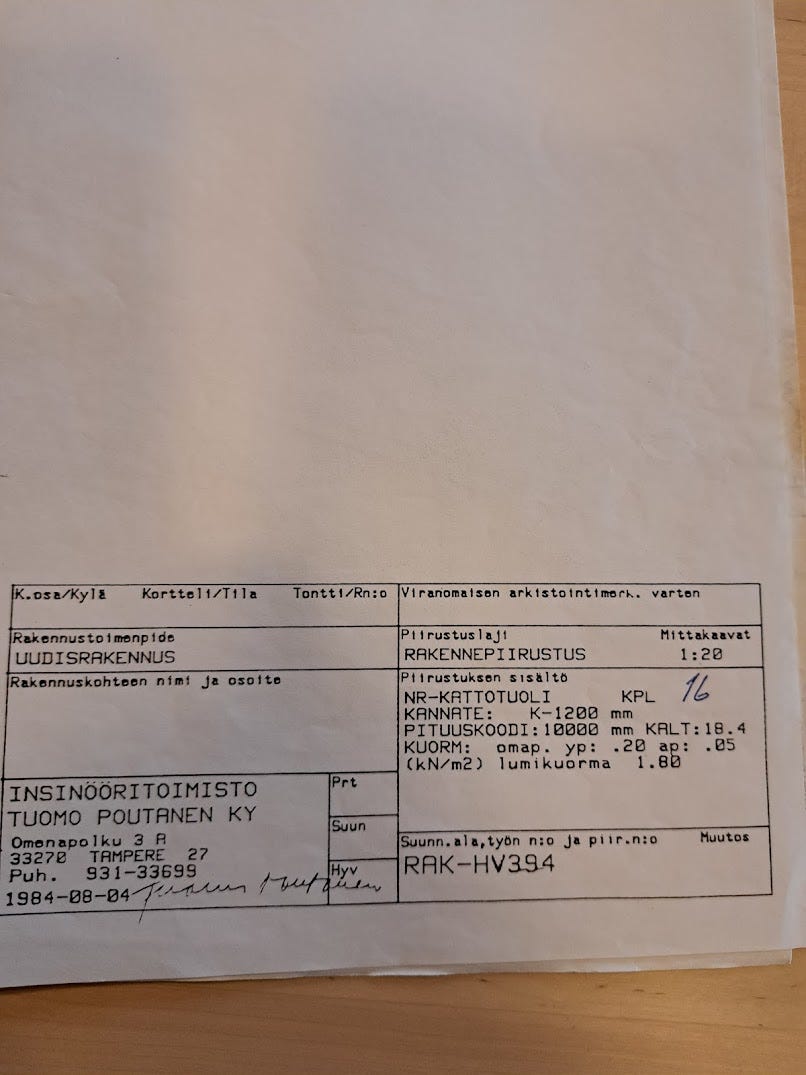 K.osa/Kylä Kortteli/Tila Tontti/Rn:o
Viranomaisen arkistointimerk. varten
Rakennustoimenpide
UUDISRAKENNUS
Piirustuslaji Mittakaavat
RAKENNEPIIRUSTUS 1:20
Rakennuskohteen nimi ja osoite
Piirustuksen sisältö
NR-KATTOTUOLI KPL 16
KANNATE: K-1200 mm
PITUUSKOODI:10000 mm KALT:18.4
KUORM: omap. yp: .20 ap: .05
(kN/m2) lumikuorma 1.80
INSINÖÖRITOIMISTO
TUOMO POUTANEN KY
Omenapolku 3 A
33270 TAMPERE 27
Puh. 931-33699
1984-08-04 Tuomo Poutanen
Prt
Suun
Hyv
Suunn.ala,työn n:o ja piir.n:o Muutos
RAK-HV394